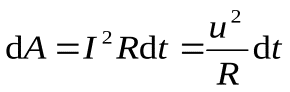 dA = I²Rdt = u²/R dt